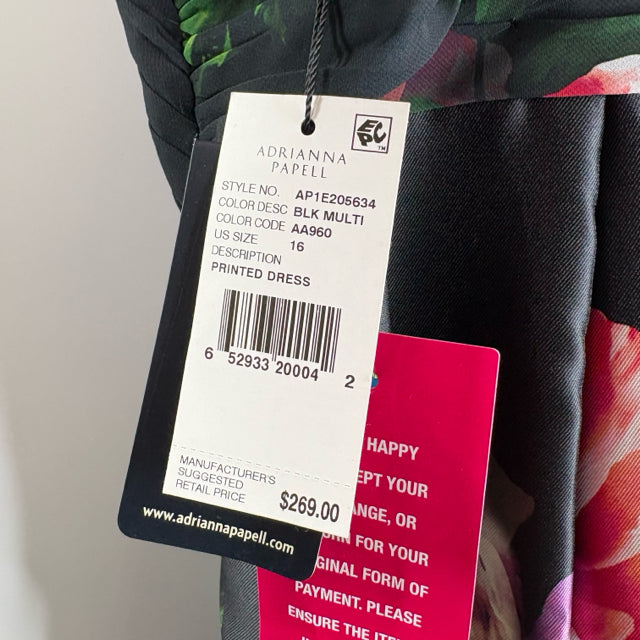 EPC™
ADRIANNA
PAPELL
STYLE NO. AP1E205634
COLOR DESC BLK MULTI
COLOR CODE AA960
US SIZE 16
DESCRIPTION
PRINTED DRESS
6 52933 20004 2
MANUFACTURER'S
SUGGESTED
RETAIL PRICE $269.00
www.adriannapapell.com
HAPPY
EPT YOUR
ANGE, OR
URN FOR YOUR
GINAL FORM OF
PAYMENT. PLEASE
ENSURE THE ITE